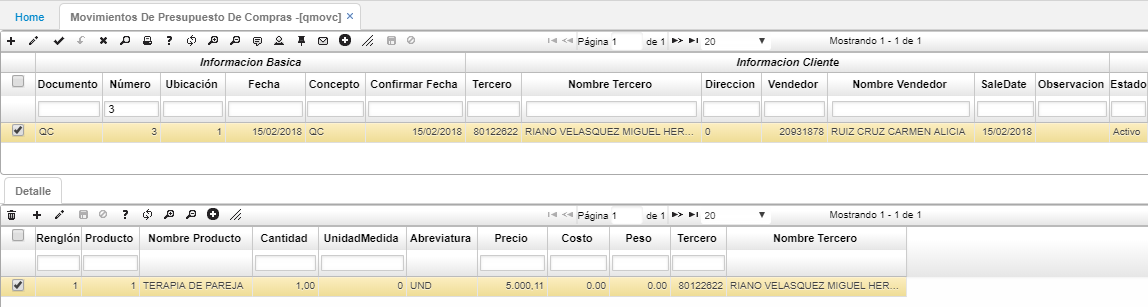 Home Movimientos De Presupuesto De Compras -[qmovc] ×
Página 1 de 1 20 Mostrando 1 - 1 de 1
Informacion Basica Informacion Cliente
Documento Número Ubicación Fecha Concepto Confirmar Fecha Tercero Nombre Tercero Direccion Vendedor Nombre Vendedor SaleDate Observacion Estado
3
QC 3 1 15/02/2018 QC 15/02/2018 80122622 RIANO VELASQUEZ MIGUEL HER... 0 20931878 RUIZ CRUZ CARMEN ALICIA 15/02/2018 Activo
Detalle
Página 1 de 1 20 Mostrando 1 - 1 de 1
Renglón Producto Nombre Producto Cantidad UnidadMedida Abreviatura Precio Costo Peso Tercero Nombre Tercero
1 1 TERAPIA DE PAREJA 1,00 0 UND 5.000,11 0.00 0.00 80122622 RIANO VELASQUEZ MIGUEL HER...